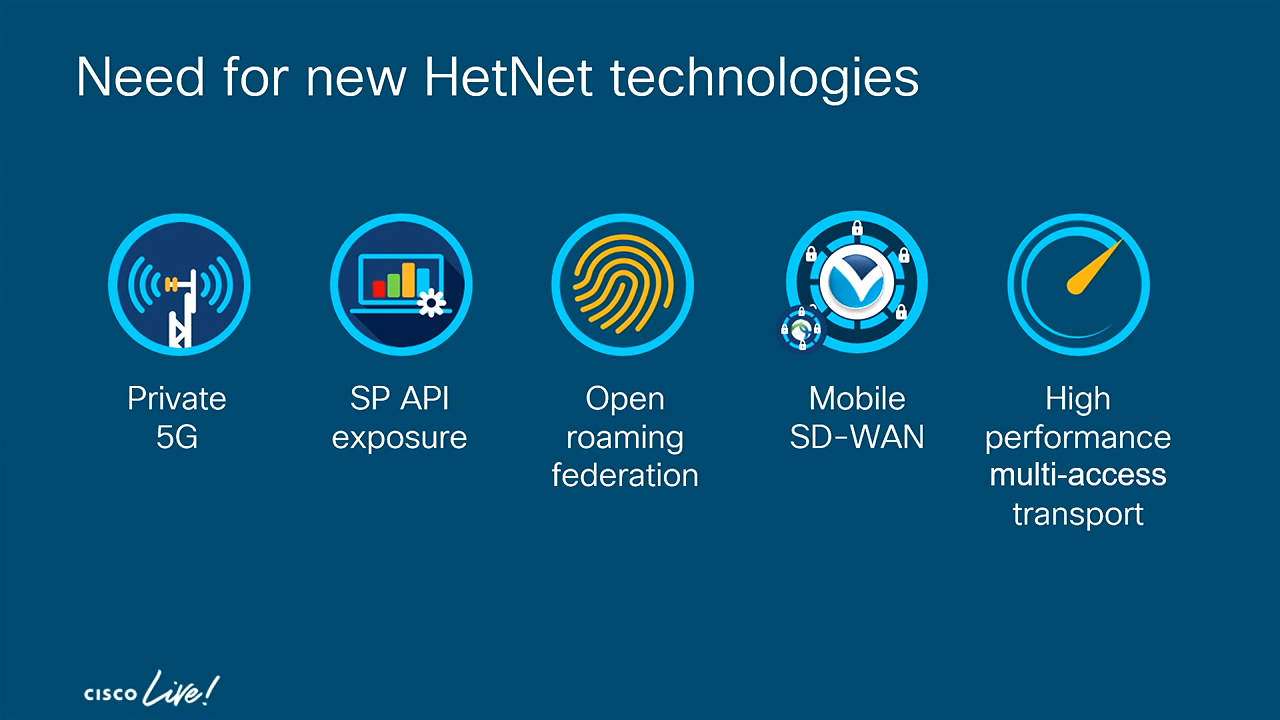 Need for new HetNet technologies
Private
5G
SP API
exposure
Open
roaming
federation
Mobile
SD-WAN
High
performance
multi-access
transport
CISCO Live!